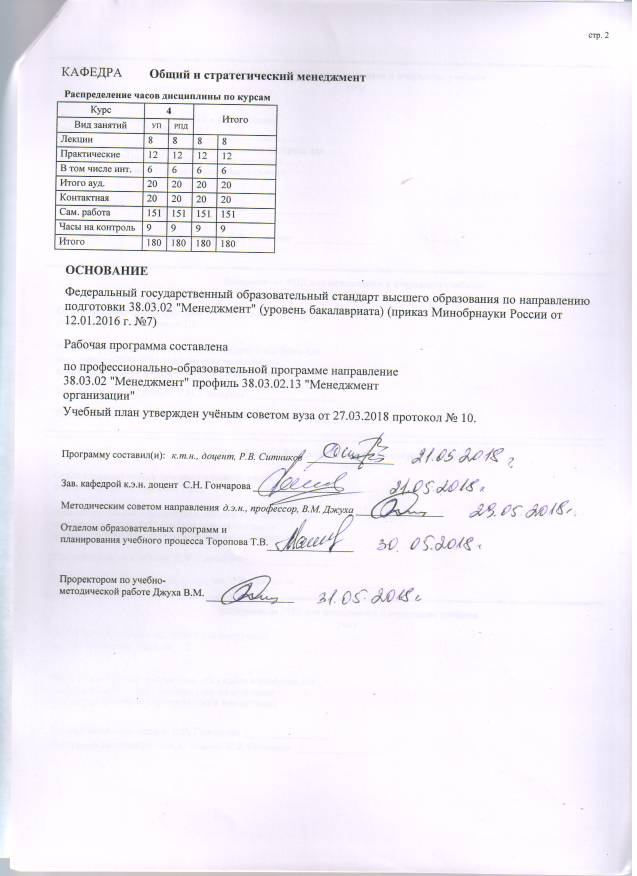 стр. 2
КАФЕДРА Общий и стратегический менеджмент
Распределение часов дисциплины по курсам
Курс 4 Итого
Вид занятий УП РПД
Лекции 8 8 8 8
Практические 12 12 12 12
В том числе инт. 6 6 6 6
Итого ауд. 20 20 20 20
Контактная 20 20 20 20
Сам. работа 151 151 151 151
Часы на контроль 9 9 9 9
Итого 180 180 180 180
ОСНОВАНИЕ
Федеральный государственный образовательный стандарт высшего образования по направлению
подготовки 38.03.02 "Менеджмент" (уровень бакалавриата) (приказ Минобрнауки России от
12.01.2016 г. №7)
Рабочая программа составлена
по профессионально-образовательной программе направление
38.03.02 "Менеджмент" профиль 38.03.02.13 "Менеджмент
организации"
Учебный план утвержден учёным советом вуза от 27.03.2018 протокол № 10.
Программу составил(и): к.т.н., доцент, Р.В. Ситников 21.05.2018 г.
Зав. кафедрой к.э.н. доцент С.Н. Гончарова 21.05.2018 г.
Методическим советом направления д.э.н., профессор, В.М. Джуха 29.05.2018 г.
Отделом образовательных программ и
планирования учебного процесса Торопова Т.В. 30.05.2018 г.
Проректором по учебно-
методической работе Джуха В.М. 31.05.2018 г.